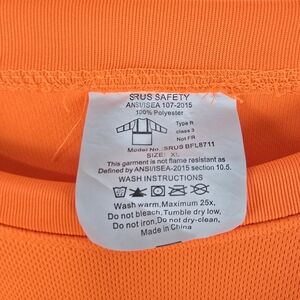 SRUS SAFETY
ANSI/ISEA 107-2015
100% Polyester
Type R
class 3
Not FR
Model No.:SRUS BFL8711
SIZE: XL
This garment is not flame resistant as
Defined by ANSI/ISEA-2015 section 10.5.
WASH INSTRUCTIONS
Wash warm. Maximum 25x,
Do not bleach, Tumble dry low,
Do not iron, Do not dry-clean,
Made in China